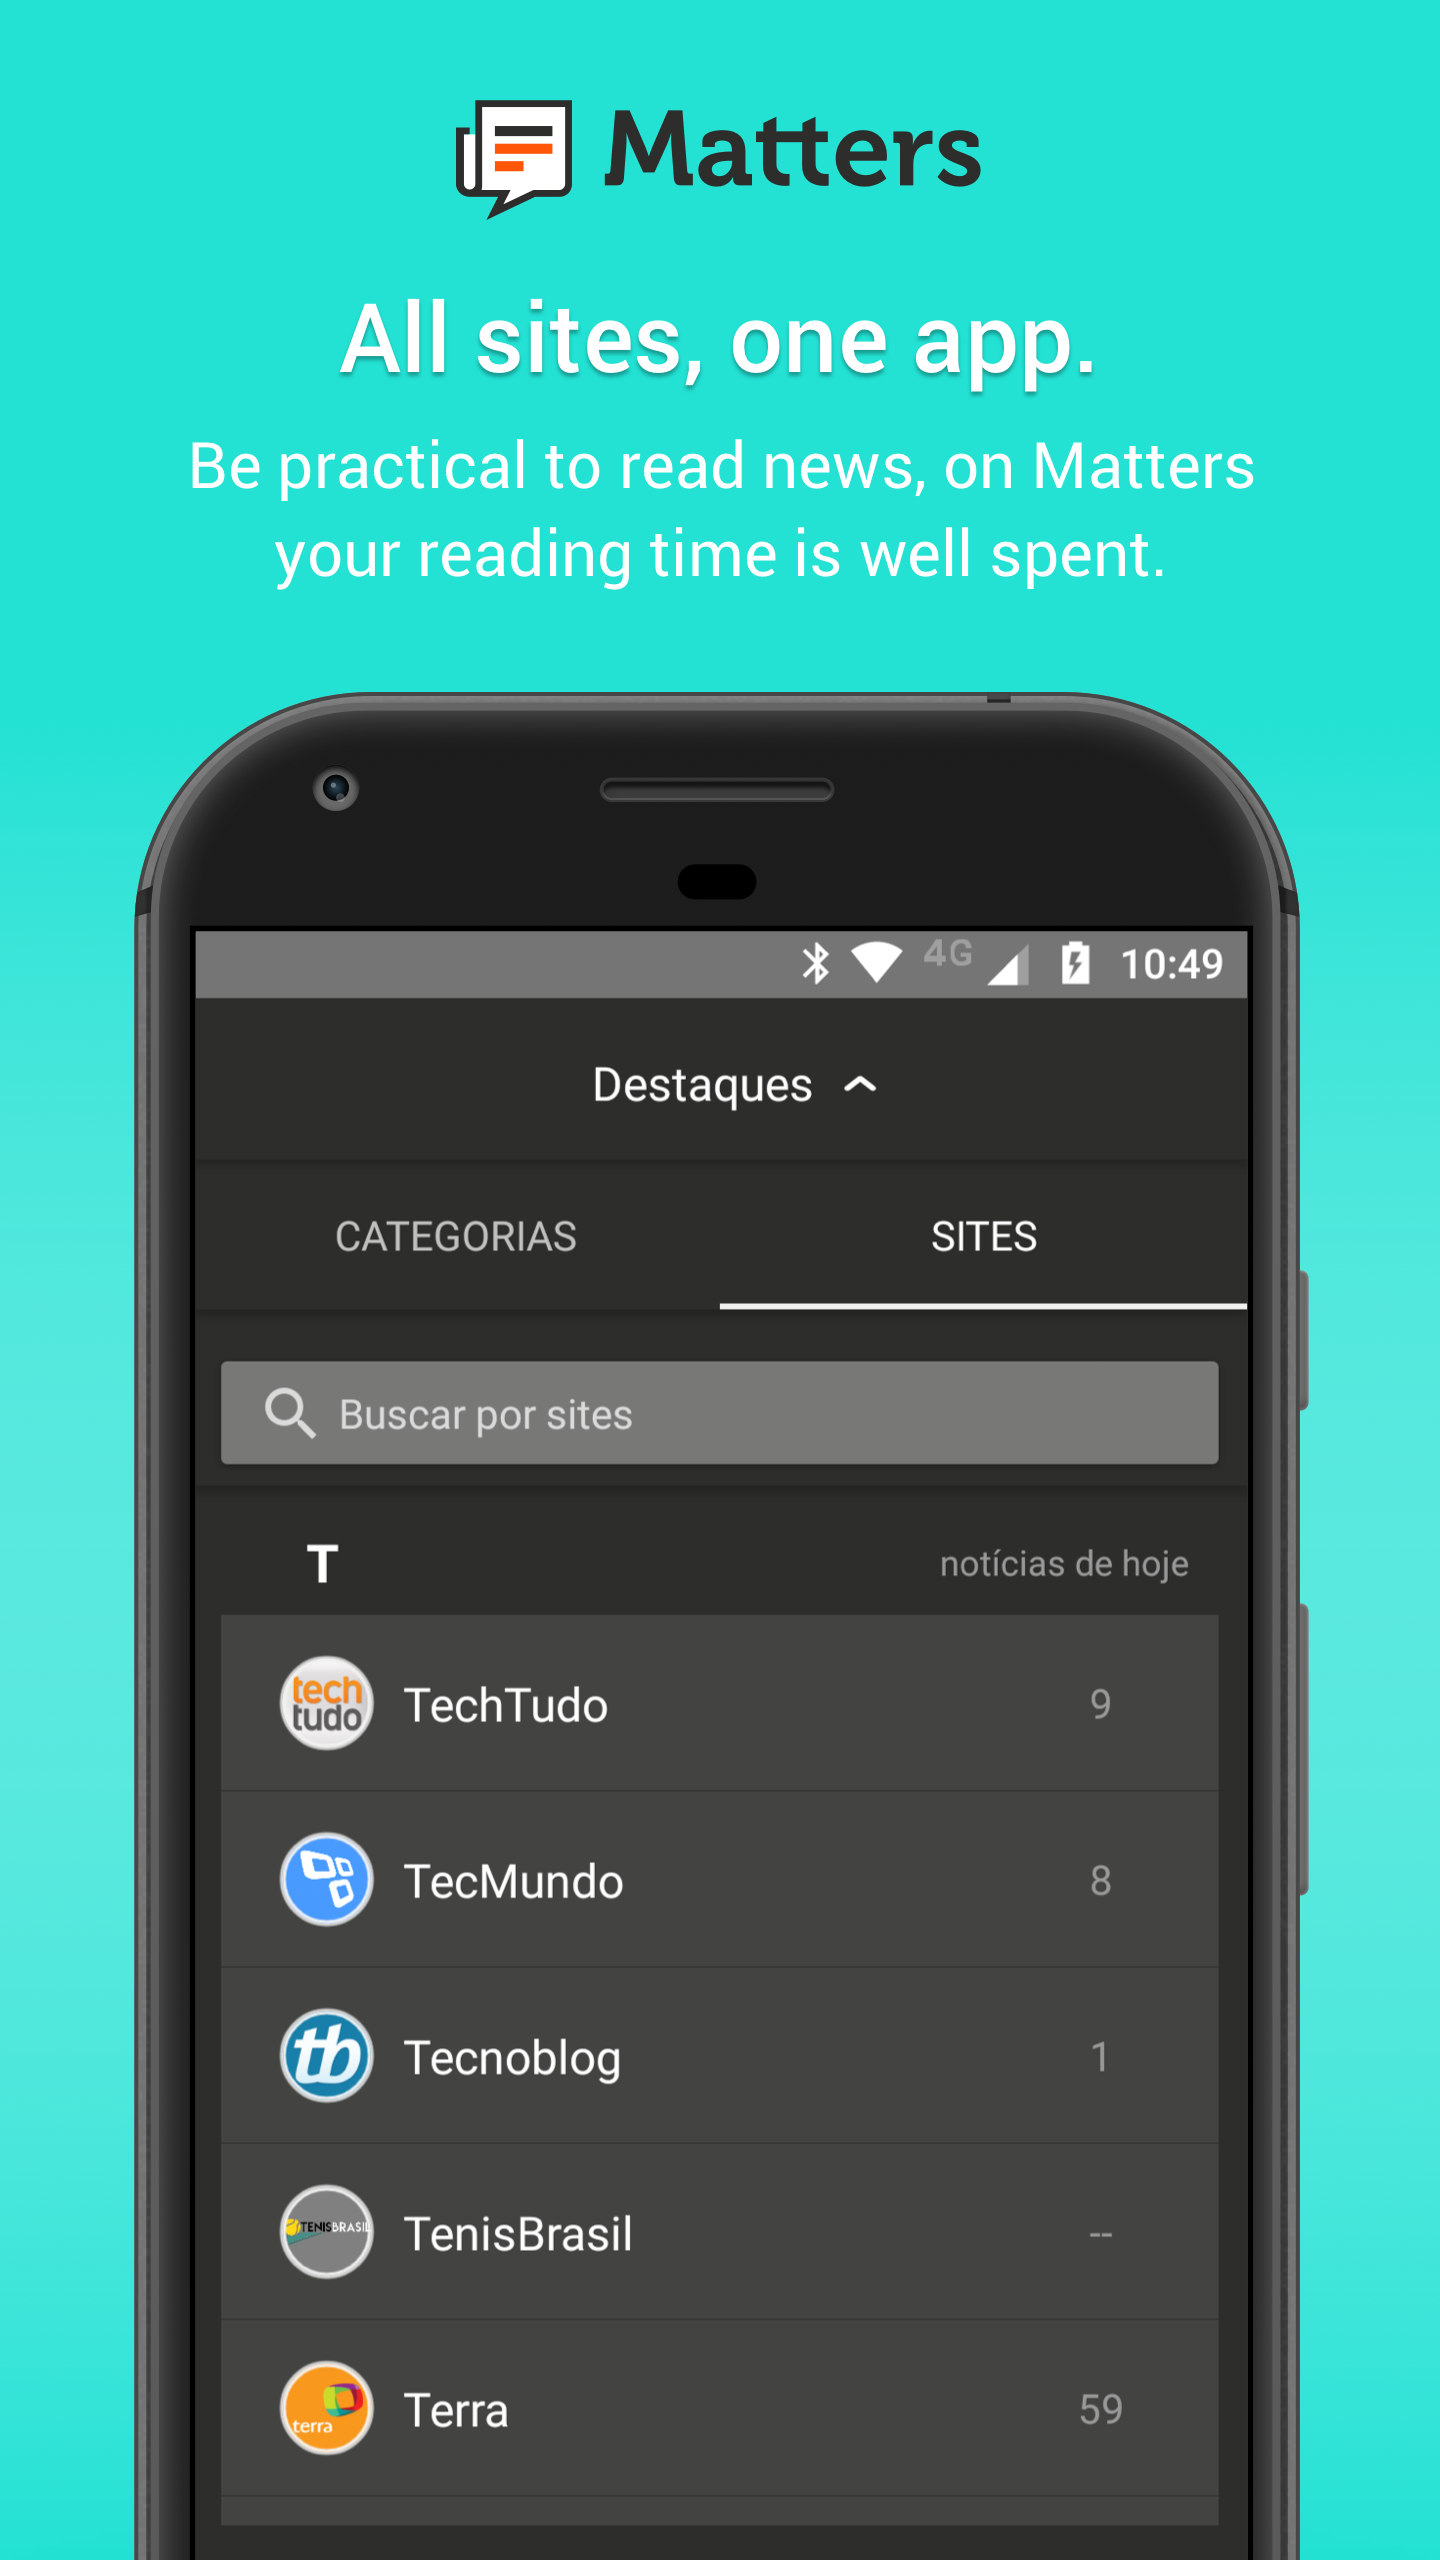 Matters
All sites, one app.
Be practical to read news, on Matters
your reading time is well spent.
4G 10:49
Destaques
CATEGORIAS SITES
Buscar por sites
T notícias de hoje
tech
tudo
TechTudo 9
TecMundo 8
tb
Tecnoblog 1
TENISBRASIL
TenisBrasil --
terra
Terra 59